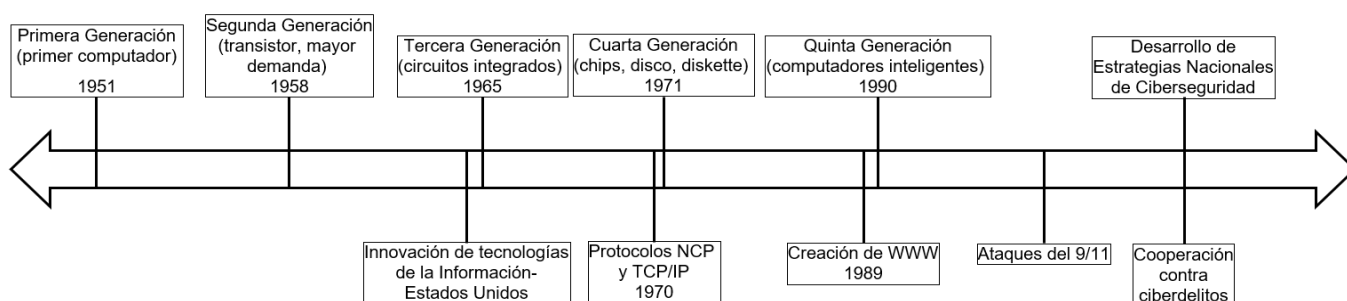 Primera Generación
(primer computador)
1951
Segunda Generación
(transistor, mayor
demanda)
1958
Tercera Generación
(circuitos integrados)
1965
Cuarta Generación
(chips, disco, diskette)
1971
Quinta Generación
(computadores inteligentes)
1990
Desarrollo de
Estrategias Nacionales
de Ciberseguridad
Innovación de tecnologías
de la Información-
Estados Unidos
Protocolos NCP
y TCP/IP
1970
Creación de WWW
1989
Ataques del 9/11
Cooperación
contra
ciberdelitos